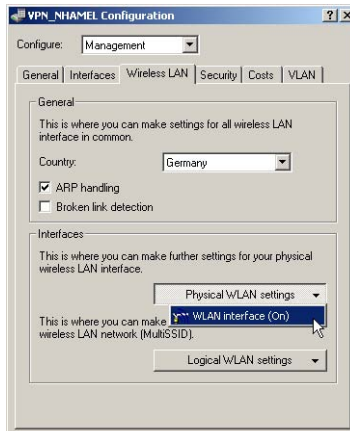 VPN_NHAMEL Configuration
Configure: Management
General Interfaces Wireless LAN Security Costs VLAN
General
This is where you can make settings for all wireless LAN
interface in common.
Country: Germany
ARP handling
Broken link detection
Interfaces
This is where you can make further settings for your physical
wireless LAN interface.
Physical WLAN settings
WLAN interface (On)
This is where you can make
wireless LAN network (MultiSSID).
Logical WLAN settings